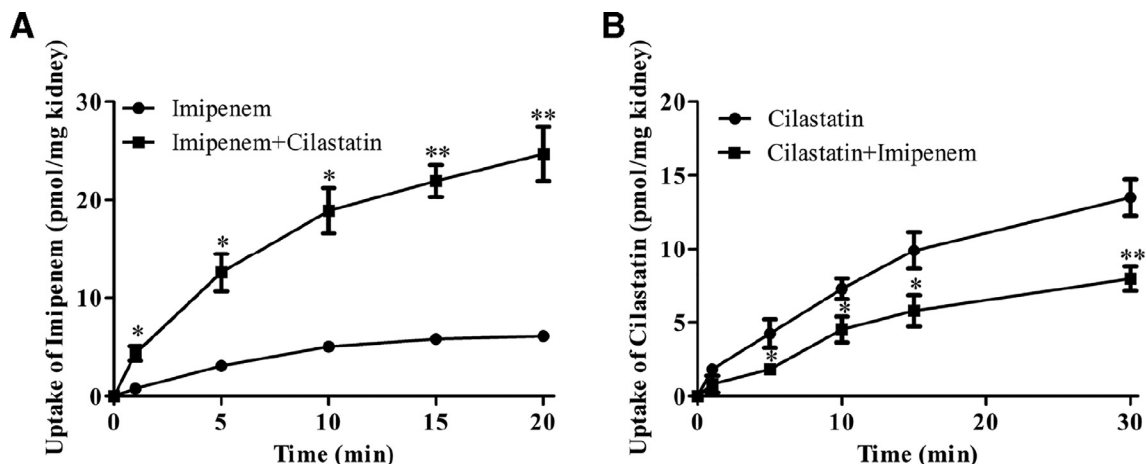 A
Uptake of Imipenem (pmol/mg kidney)
30
20
10
0
Imipenem
Imipenem+Cilastatin
*
*
*
**
**
0 5 10 15 20
Time (min)
B
Uptake of Cilastatin (pmol/mg kidney)
20
15
10
5
0
Cilastatin
Cilastatin+Imipenem
*
*
*
**
0 10 20 30
Time (min)